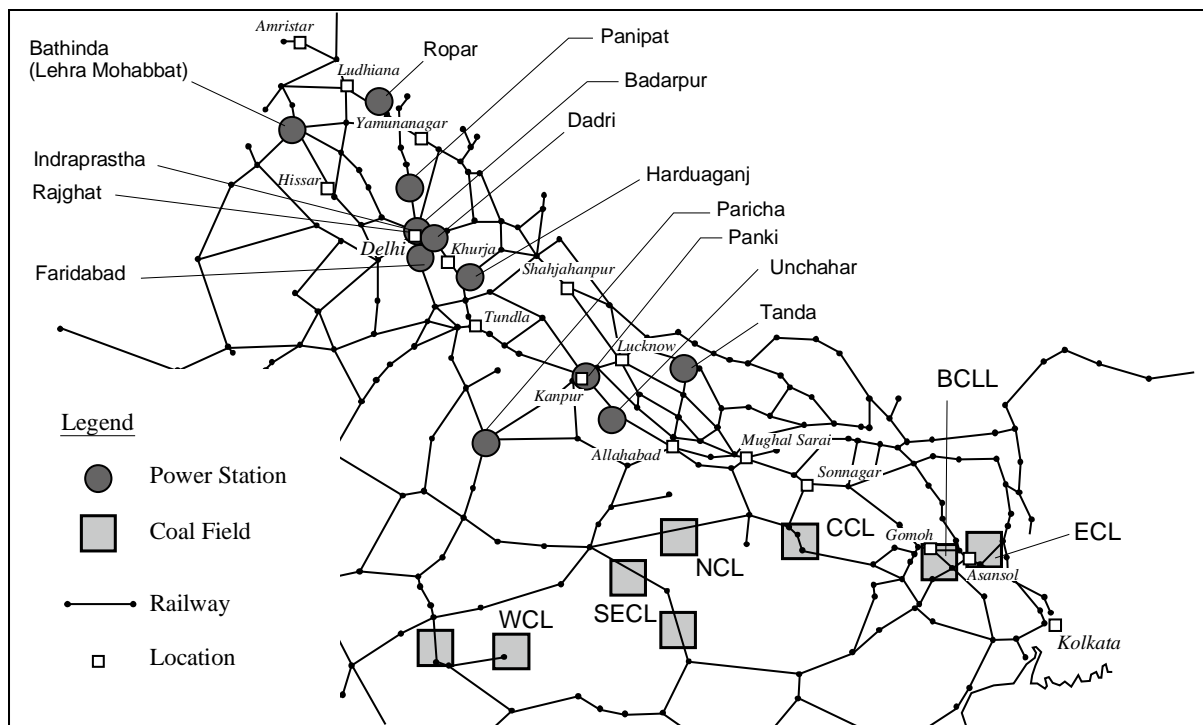 Amristar
Bathinda
(Lehra Mohabbat)
Ropar
Panipat
Ludhiana
Badarpur
Yamunanagar
Dadri
Indraprastha
Hissar
Harduaganj
Rajghat
Paricha
Delhi
Khurja
Panki
Faridabad
Shahjahanpur
Unchahar
Tundla
Tanda
Lucknow
BCLL
Kanpur
Legend
Allahabad
Mughal Sarai
Power Station
Sonnagar
Coal Field
CCL
Gomoh
ECL
NCL
Asansol
Railway
WCL
SECL
Kolkata
Location